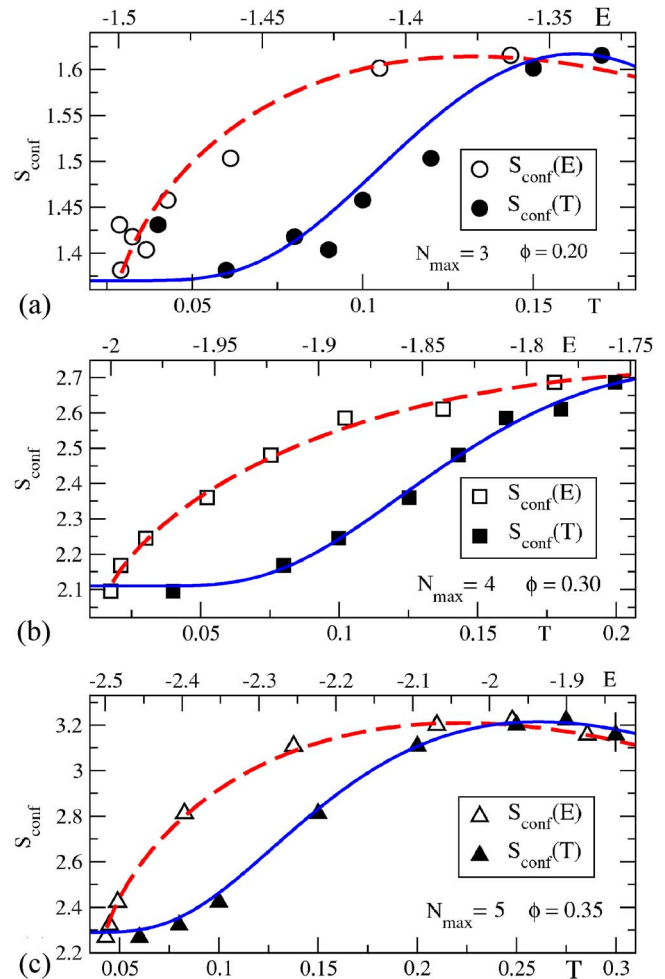 -1.5 -1.45 -1.4 -1.35 E
1.6
1.55
1.5
1.45
1.4
S_conf
S_conf(E)
S_conf(T)
N_max = 3 ϕ = 0.20
(a)
0.05 0.1 0.15 T
-2 -1.95 -1.9 -1.85 -1.8 E -1.75
2.7
2.6
2.5
2.4
2.3
2.2
2.1
S_conf
S_conf(E)
S_conf(T)
N_max = 4 ϕ = 0.30
(b)
0.05 0.1 0.15 T 0.2
-2.5 -2.4 -2.3 -2.2 -2.1 -2 -1.9 E
3.2
3.0
2.8
2.6
2.4
2.2
S_conf
S_conf(E)
S_conf(T)
N_max = 5 ϕ = 0.35
(c)
0.05 0.1 0.15 0.2 0.25 T 0.3